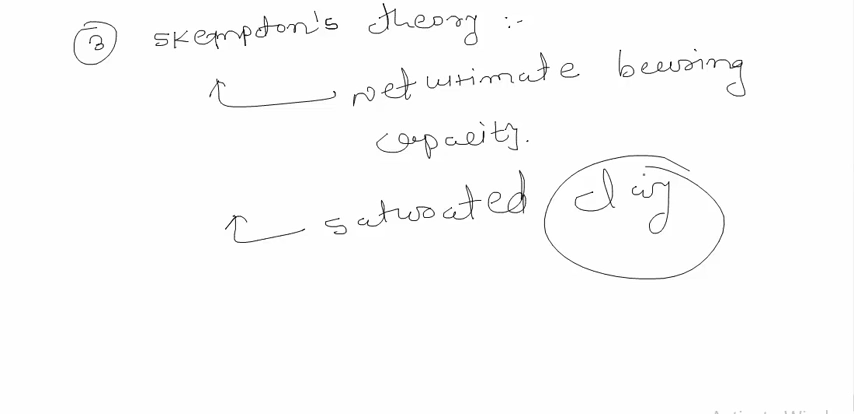 3 Skempton's theory :-
net ultimate bearing
capacity.
saturated clay